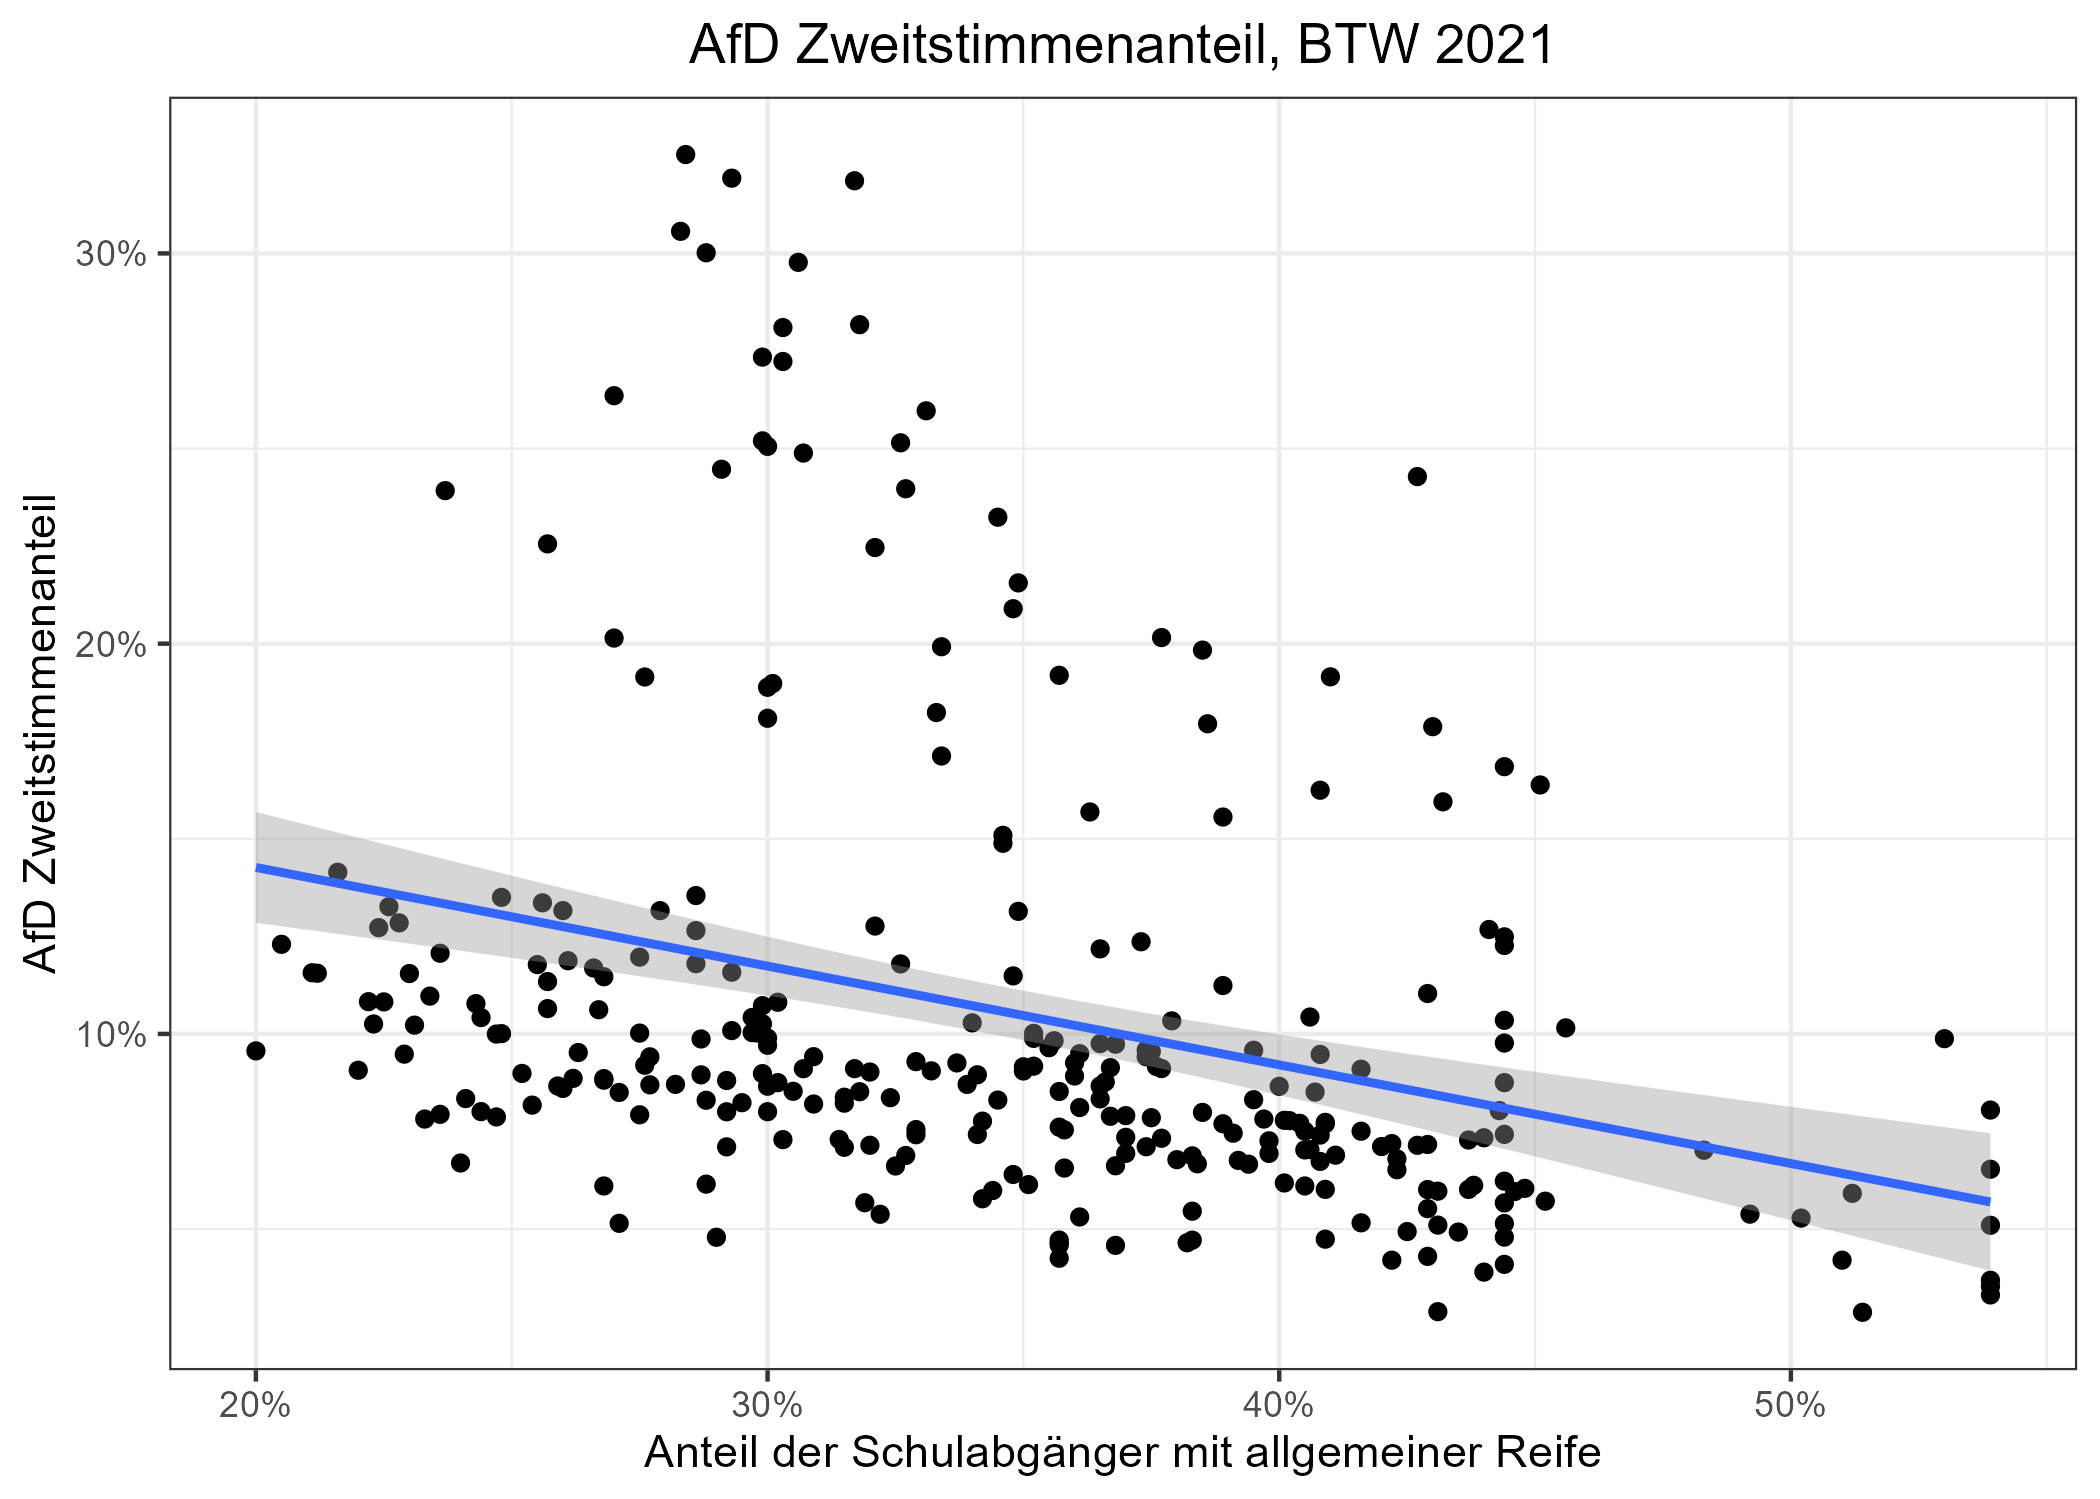 AfD Zweitstimmenanteil, BTW 2021
AfD Zweitstimmenanteil
30%
20%
10%
20%
30%
40%
50%
Anteil der Schulabgänger mit allgemeiner Reife